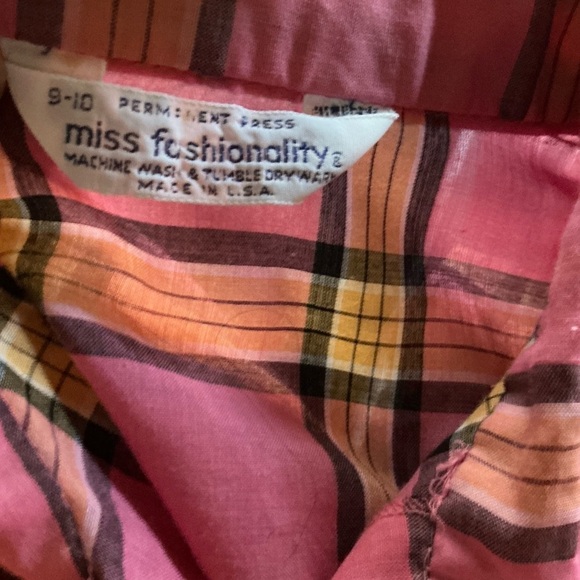 9-10 PERMANENT PRESS
miss fashionality®
MACHINE WASH & TUMBLE DRY WARM
MADE IN U.S.A.